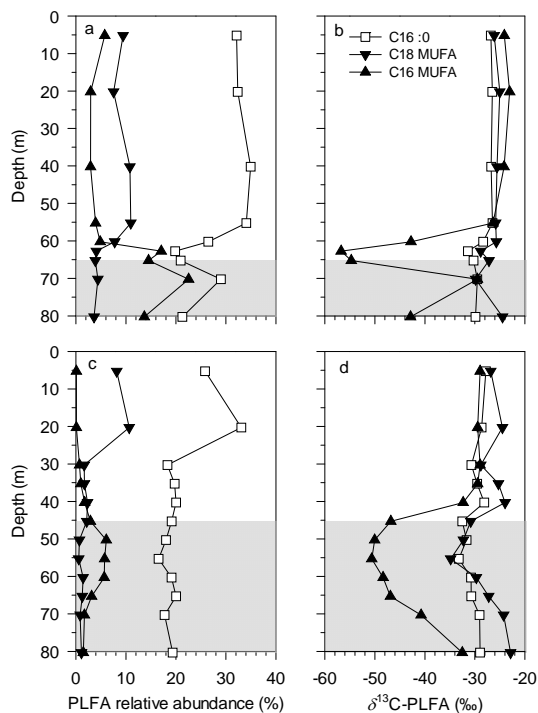 a
b
C16 :0
C18 MUFA
C16 MUFA
0
10
20
30
40
50
60
70
80
Depth (m)
c
d
0
10
20
30
40
50
60
70
80
Depth (m)
0 10 20 30 40
-60 -50 -40 -30 -20
PLFA relative abundance (%)
δ13C-PLFA (‰)